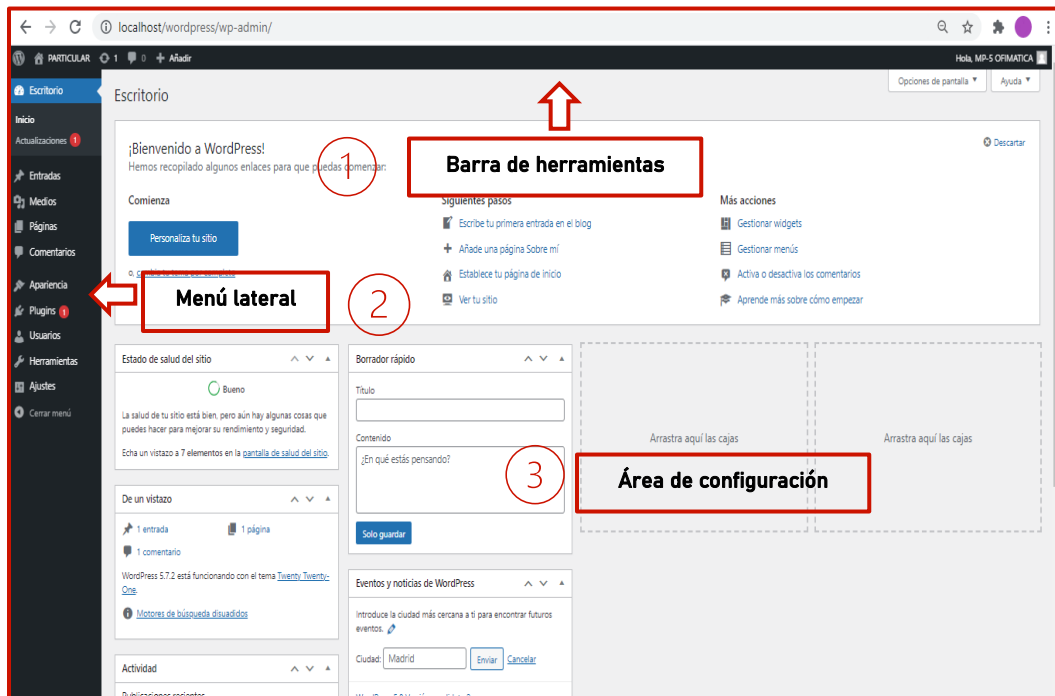 localhost/wordpress/wp-admin/
PARTICULAR 1 0 Añadir
Hola, MP-5 OFIMATICA
Escritorio
Inicio
Actualizaciones 1
Entradas
Medios
Páginas
Comentarios
Apariencia
Plugins 1
Usuarios
Herramientas
Ajustes
Cerrar menú
Escritorio
Opciones de pantalla
Ayuda
Barra de herramientas
1
¡Bienvenido a WordPress!
Descartar
Hemos recopilado algunos enlaces para que puedas comenzar:
Comienza
Personaliza tu sitio
o,
Siguientes pasos
Escribe tu primera entrada en el blog
Añade una página Sobre mí
Establece tu página de inicio
Ver tu sitio
Más acciones
Gestionar widgets
Gestionar menús
Activa o desactiva los comentarios
Aprende más sobre cómo empezar
Menú lateral
2
Estado de salud del sitio
Bueno
La salud de tu sitio está bien, pero aún hay algunas cosas que
puedes hacer para mejorar su rendimiento y seguridad.
Echa un vistazo a 7 elementos en la pantalla de salud del sitio.
De un vistazo
1 entrada
1 página
1 comentario
WordPress 5.7.2 está funcionando con el tema Twenty Twenty-
One.
Motores de búsqueda disuadidos
Actividad
Publicaciones recientes
Borrador rápido
Título
Contenido
¿En qué estás pensando?
Solo guardar
3
Área de configuración
Eventos y noticias de WordPress
Introduce la ciudad más cercana a ti para encontrar futuros
eventos.
Ciudad: Madrid Enviar Cancelar
Arrastra aquí las cajas
Arrastra aquí las cajas